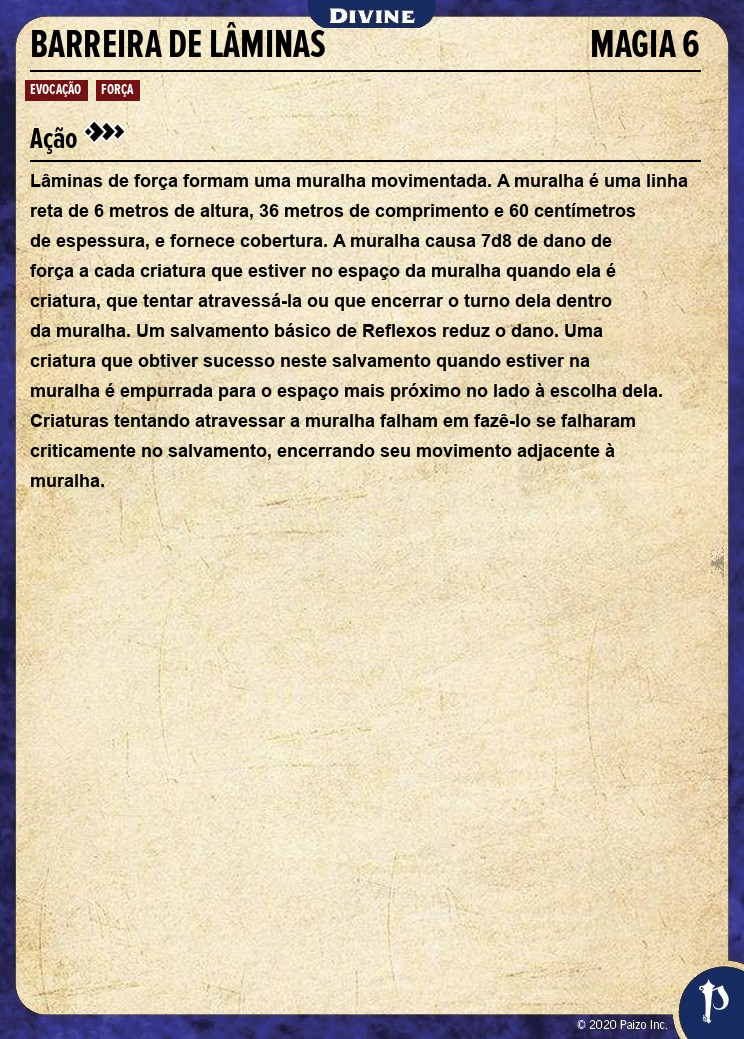 DIVINE
BARREIRA DE LÂMINAS MAGIA 6
EVOCAÇÃO FORÇA
Ação
Lâminas de força formam uma muralha movimentada. A muralha é uma linha
reta de 6 metros de altura, 36 metros de comprimento e 60 centímetros
de espessura, e fornece cobertura. A muralha causa 7d8 de dano de
força a cada criatura que estiver no espaço da muralha quando ela é
criatura, que tentar atravessá-la ou que encerrar o turno dela dentro
da muralha. Um salvamento básico de Reflexos reduz o dano. Uma
criatura que obtiver sucesso neste salvamento quando estiver na
muralha é empurrada para o espaço mais próximo no lado à escolha dela.
Criaturas tentando atravessar a muralha falham em fazê-lo se falharam
criticamente no salvamento, encerrando seu movimento adjacente à
muralha.
© 2020 Paizo Inc.
P